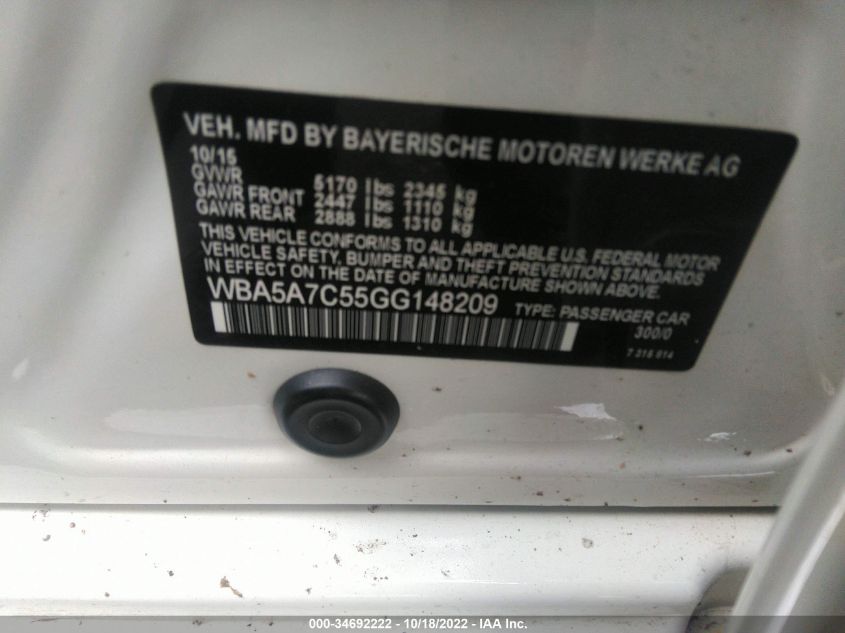 VEH. MFD BY BAYERISCHE MOTOREN WERKE AG
10/15
GVWR 5170 lbs 2345 kg
GAWR FRONT 2447 lbs 1110 kg
GAWR REAR 2888 lbs 1310 kg
THIS VEHICLE CONFORMS TO ALL APPLICABLE U.S. FEDERAL MOTOR
VEHICLE SAFETY, BUMPER AND THEFT PREVENTION STANDARDS
IN EFFECT ON THE DATE OF MANUFACTURE SHOWN ABOVE.
WBA5A7C55GG148209 TYPE: PASSENGER CAR
300/0
7 316 614
000-34692222 - 10/18/2022 - IAA Inc.